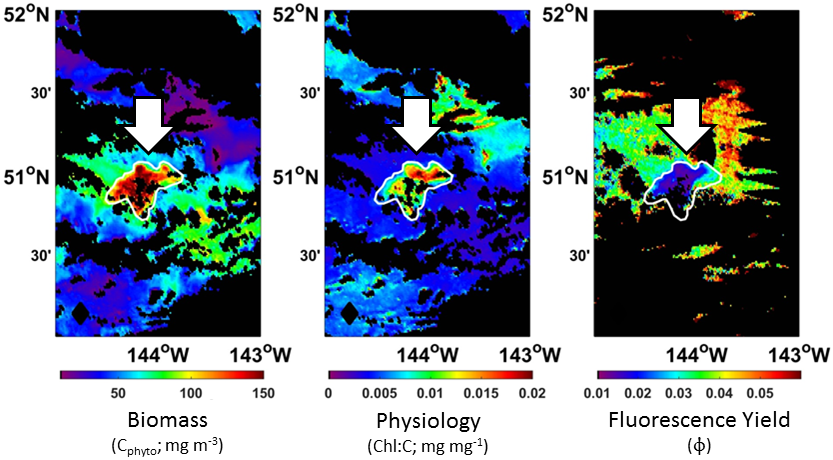 52°N
30'
51°N
30'
144°W 143°W
50 100 150
Biomass
(Cphyto; mg m-3)
52°N
30'
51°N
30'
144°W 143°W
0 0.005 0.01 0.015 0.02
Physiology
(Chl:C; mg mg-1)
52°N
30'
51°N
30'
144°W 143°W
0.01 0.02 0.03 0.04 0.05
Fluorescence Yield
(ϕ)